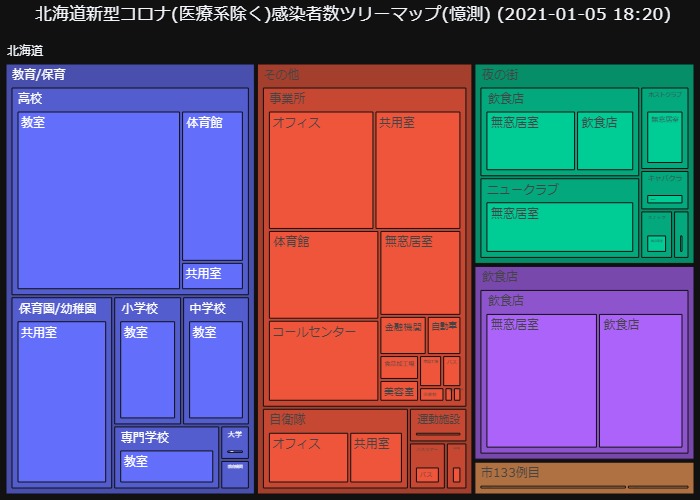 北海道新型コロナ(医療系除く)感染者数ツリーマップ(憶測) (2021-01-05 18:20)
北海道
教育/保育
高校
教室
体育館
共用室
保育園/幼稚園
共用室
小学校
教室
中学校
教室
専門学校
教室
大学
その他
事業所
オフィス
共用室
体育館
無窓居室
コールセンター
金融機関
自動車
食品加工場
バス
美容室
自衛隊
オフィス
共用室
運動施設
バス
夜の街
飲食店
無窓居室
飲食店
ホストクラブ
無窓居室
ニュークラブ
無窓居室
キャバクラ
飲食店
飲食店
無窓居室
飲食店
市133例目